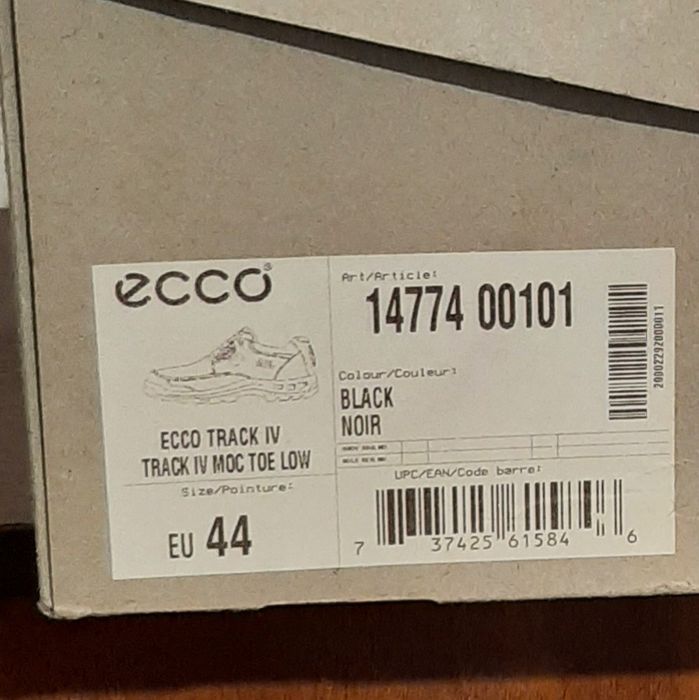 ecco®
ECCO TRACK IV
TRACK IV MOC TOE LOW
Size/Pointure:
EU 44
Art/Article:
14774 00101
Colour/Couleur:
BLACK
NOIR
UPC/EAN/Code barre:
7 37425 61584 6